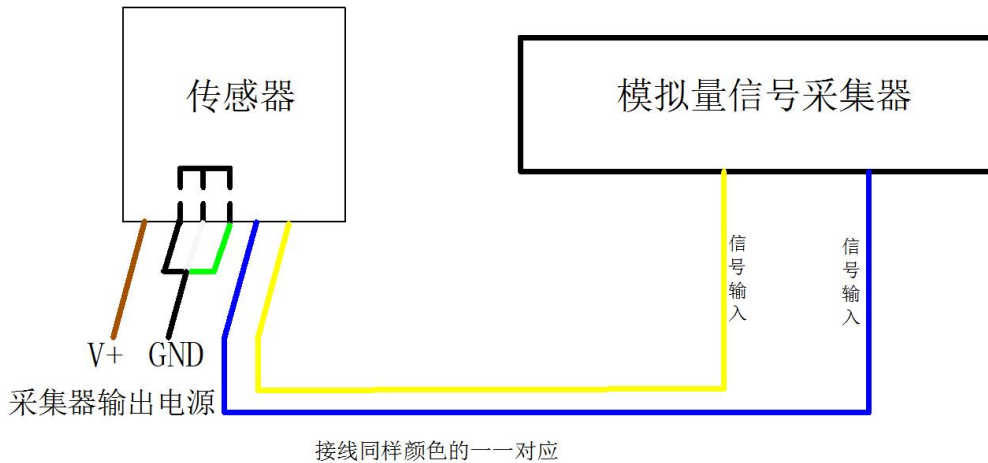 传感器
模拟量信号采集器
信号输入
信号输入
V+ GND
采集器输出电源
接线同样颜色的一一对应